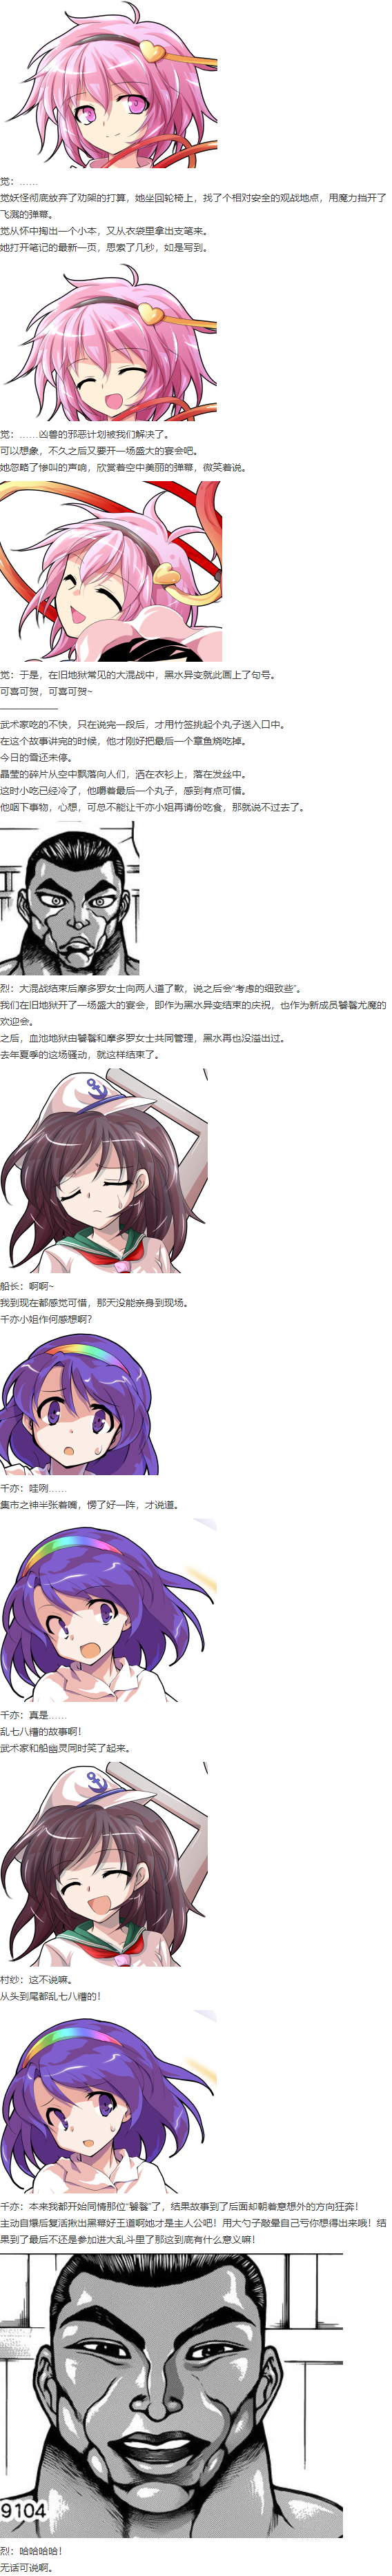 觉：……
觉妖怪彻底放弃了劝架的打算，她坐回轮椅上，找了个相对安全的观战地点，用魔力挡开了
飞溅的弹幕。
觉从怀中掏出一个小本，又从衣袋里拿出支笔来。
她打开笔记的最新一页，思索了几秒，如是写到。
觉：……凶兽的邪恶计划被我们解决了。
可以想象，不久之后又要开一场盛大的宴会吧。
她忽略了惨叫的声响，欣赏着空中美丽的弹幕，微笑着说。
觉：于是，在旧地狱常见的大混战中，黑水异变就此画上了句号。
可喜可贺，可喜可贺~
——————
武术家吃的不快，只在说完一段后，才用竹签挑起个丸子送入口中。
在这个故事讲完的时候，他才刚好把最后一个章鱼烧吃掉。
今日的雪还未停。
晶莹的碎片从空中飘落向人们，洒在衣衫上，落在发丝中。
这时小吃已经冷了，他嚼着最后一个丸子，感到有点可惜。
他咽下事物，心想，可总不能让千亦小姐再请份吃食，那就说不过去了。
烈：大混战结束后摩多罗女士向两人道了歉，说之后会“考虑的细致些”。
我们在旧地狱开了一场盛大的宴会，即作为黑水异变结束的庆祝，也作为新成员饕餮尤魔的
欢迎会。
之后，血池地狱由饕餮和摩多罗女士共同管理，黑水再也没溢出过。
去年夏季的这场骚动，就这样结束了。
船长：啊啊~
我到现在都感觉可惜，那天没能亲身到现场。
千亦小姐作何感想啊？
千亦：哇咧……
集市之神半张着嘴，愣了好一阵，才说道。
千亦：真是……
乱七八糟的故事啊！
武术家和船幽灵同时笑了起来。
村纱：这不说嘛。
从头到尾都乱七八糟的！
千亦：本来我都开始同情那位“饕餮”了，结果故事到了后面却朝着意想外的方向狂奔！
主动自爆后复活揪出黑幕好王道啊她才是主人公吧！用大勺子敲晕自己亏你想得出来哦！结
果到了最后不还是参加进大乱斗里了那这到底有什么意义嘛！
9104
烈：哈哈哈哈！
无话可说啊。